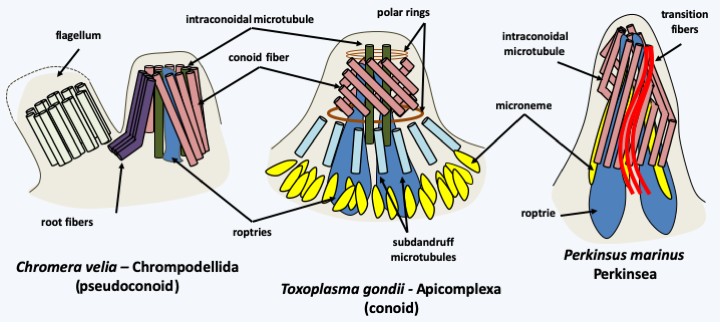 flagellum
intraconoidal microtubule
conoid fiber
root fibers
roptries
Chromera velia – Chrompodellida
(pseudoconoid)
polar rings
microneme
subdandruff
microtubules
Toxoplasma gondii - Apicomplexa
(conoid)
transition
fibers
intraconoidal
microtubule
roptrie
Perkinsus marinus
Perkinsea